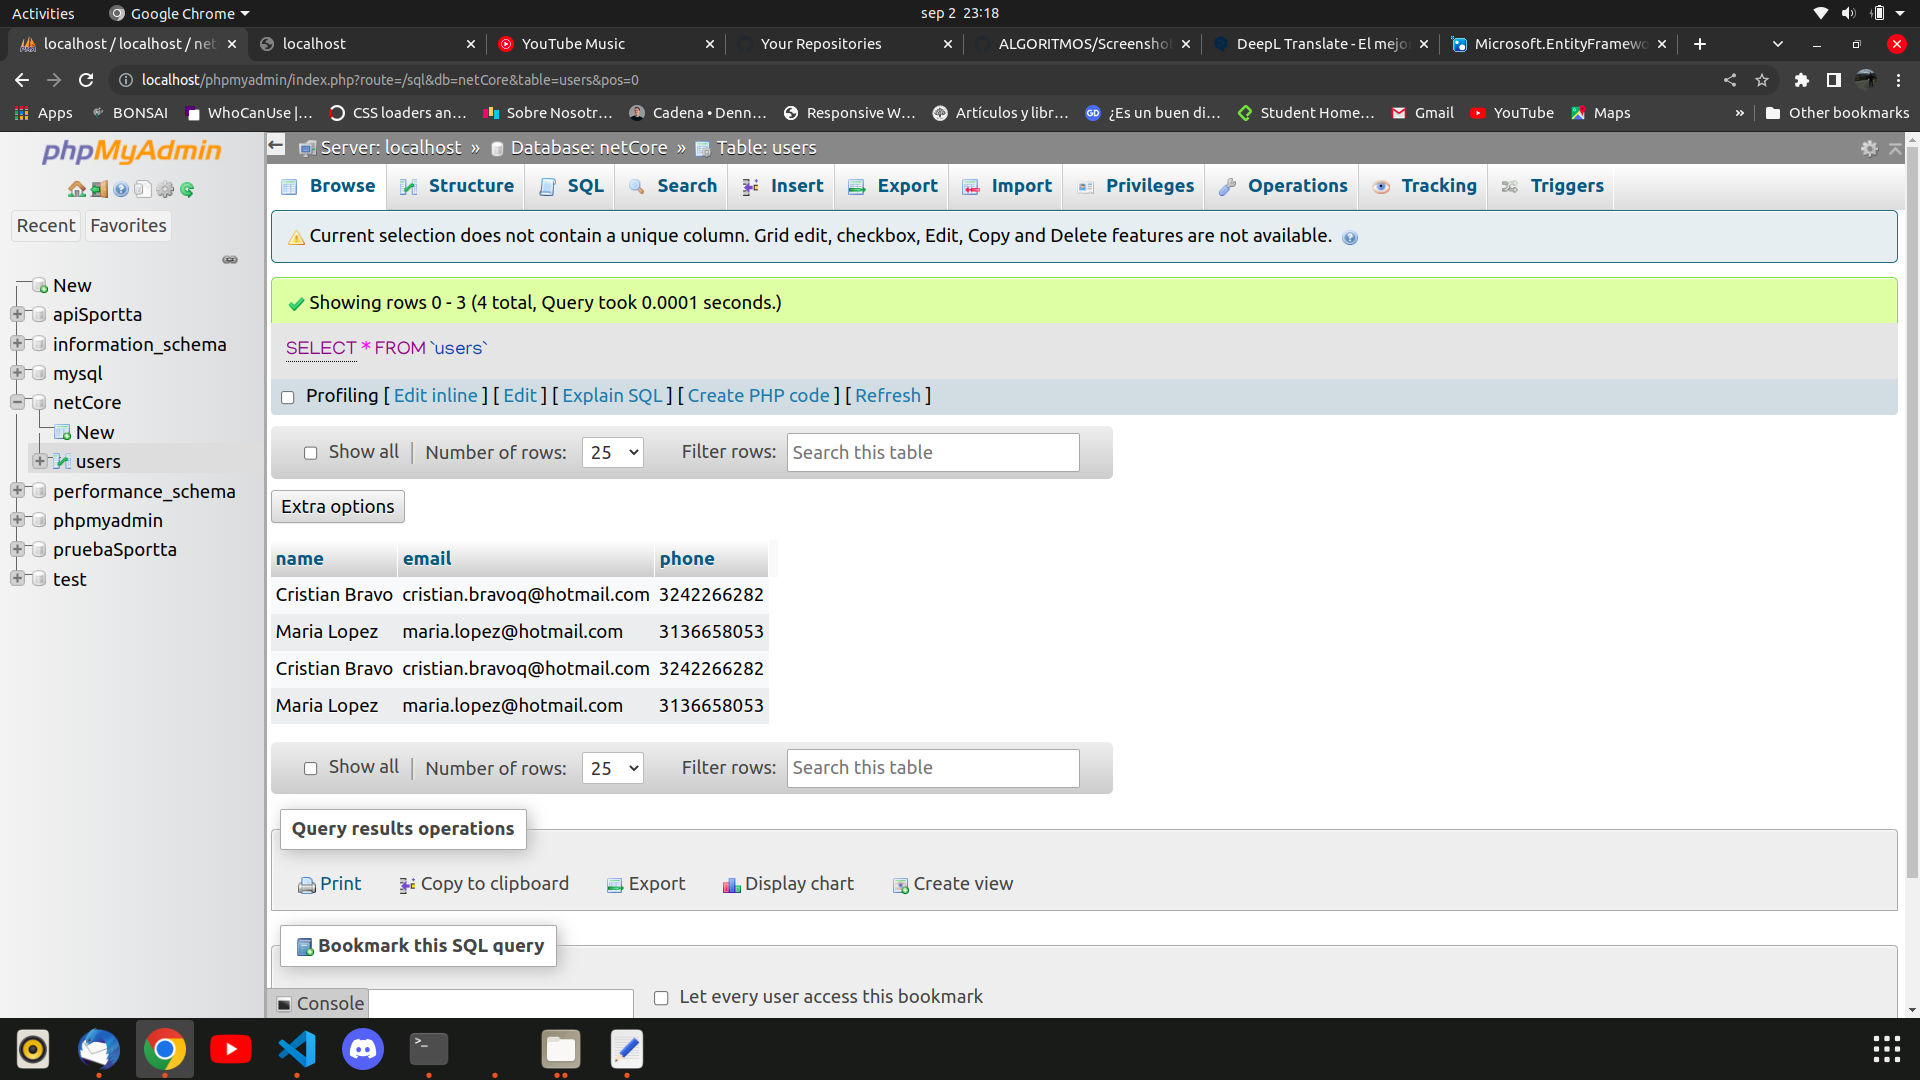 Activities Google Chrome sep 2 23:18
localhost / localhost / net localhost YouTube Music Your Repositories ALGORITMOS/Screensho DeepL Translate - El mejo Microsoft.EntityFramewo
localhost/phpmyadmin/index.php?route=/sql&db=netCore&table=users&pos=0
Apps BONSAI WhoCanUse |... CSS loaders an... Sobre Nosotr... Cadena • Denn... Responsive W... Artículos y libr... GD ¿Es un buen di... Student Home... Gmail YouTube Maps » Other bookmarks
phpMyAdmin
Recent Favorites
New
apiSportta
information_schema
mysql
netCore
New
users
performance_schema
phpmyadmin
pruebaSportta
test
Server: localhost » Database: netCore » Table: users
Browse Structure SQL Search Insert Export Import Privileges Operations Tracking Triggers
Current selection does not contain a unique column. Grid edit, checkbox, Edit, Copy and Delete features are not available.
Showing rows 0 - 3 (4 total, Query took 0.0001 seconds.)
SELECT * FROM `users`
Profiling [ Edit inline ] [ Edit ] [ Explain SQL ] [ Create PHP code ] [ Refresh ]
Show all | Number of rows: 25 Filter rows: Search this table
Extra options
name email phone
Cristian Bravo cristian.bravoq@hotmail.com 3242266282
Maria Lopez maria.lopez@hotmail.com 3136658053
Cristian Bravo cristian.bravoq@hotmail.com 3242266282
Maria Lopez maria.lopez@hotmail.com 3136658053
Show all | Number of rows: 25 Filter rows: Search this table
Query results operations
Print Copy to clipboard Export Display chart Create view
Bookmark this SQL query
Console Let every user access this bookmark